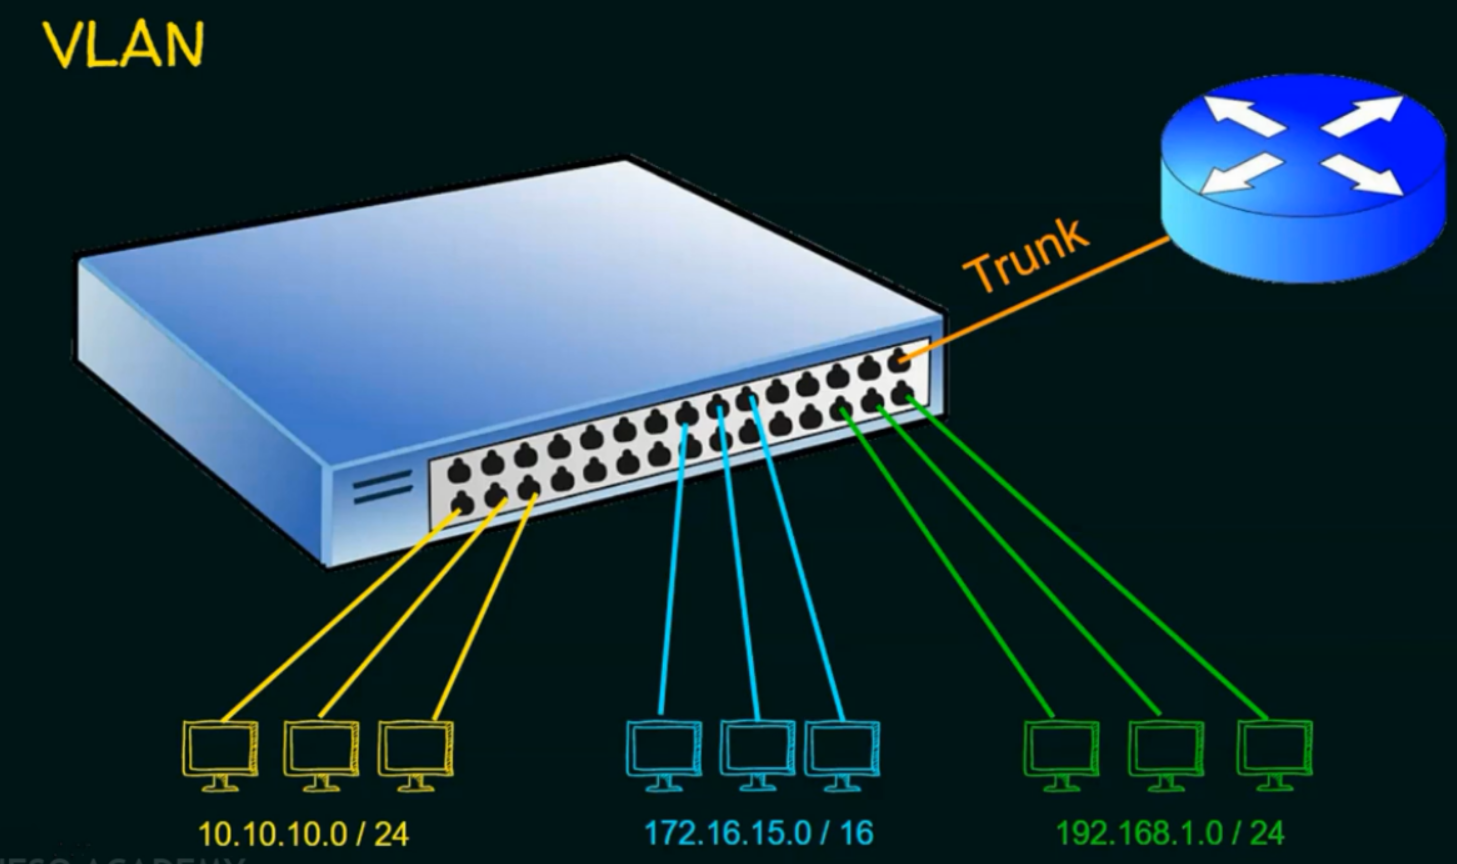 VLAN
Trunk
10.10.10.0 / 24
172.16.15.0 / 16
192.168.1.0 / 24